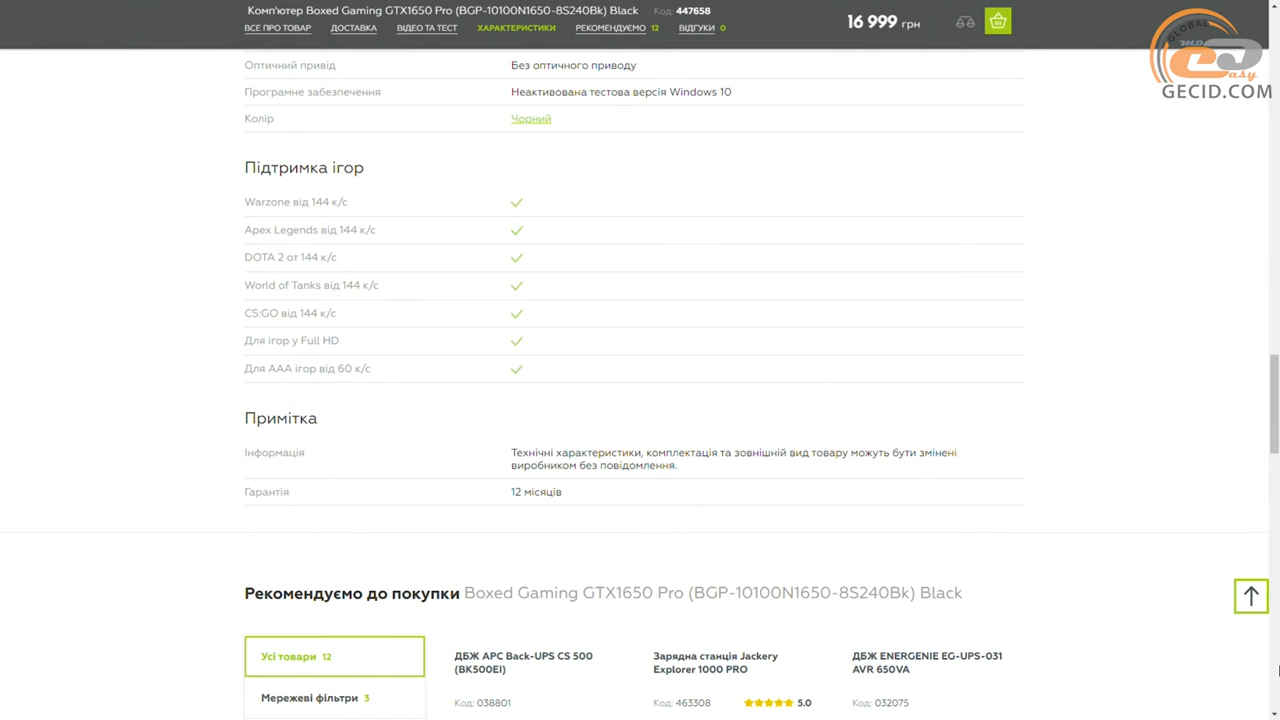 Комп'ютер Boxed Gaming GTX1650 Pro (BGP-10100N1650-8S240Bk) Black Код: 447658
ВСЕ ПРО ТОВАР ДОСТАВКА ВІДЕО ТА ТЕСТ ХАРАКТЕРИСТИКИ РЕКОМЕНДУЄМО 12 ВІДГУКИ 0
16 999 грн
GLOBAL
easy
GECID.COM
Оптичний привід Без оптичного приводу
Програмне забезпечення Неактивована тестова версія Windows 10
Колір Чорний
Підтримка ігор
Warzone від 144 к/с
Apex Legends від 144 к/с
DOTA 2 от 144 к/с
World of Tanks від 144 к/с
CS:GO від 144 к/с
Для ігор у Full HD
Для ААА ігор від 60 к/с
Примітка
Інформація Технічні характеристики, комплектація та зовнішній вид товару можуть бути змінені
виробником без повідомлення.
Гарантія 12 місяців
Рекомендуємо до покупки Boxed Gaming GTX1650 Pro (BGP-10100N1650-8S240Bk) Black
Усі товари 12
Мережеві фільтри 3
ДБЖ APC Back-UPS CS 500
(BK500EI)
Код: 038801
Зарядна станція Jackery
Explorer 1000 PRO
Код: 463308 5.0
ДБЖ ENERGENIE EG-UPS-031
AVR 650VA
Код: 032075